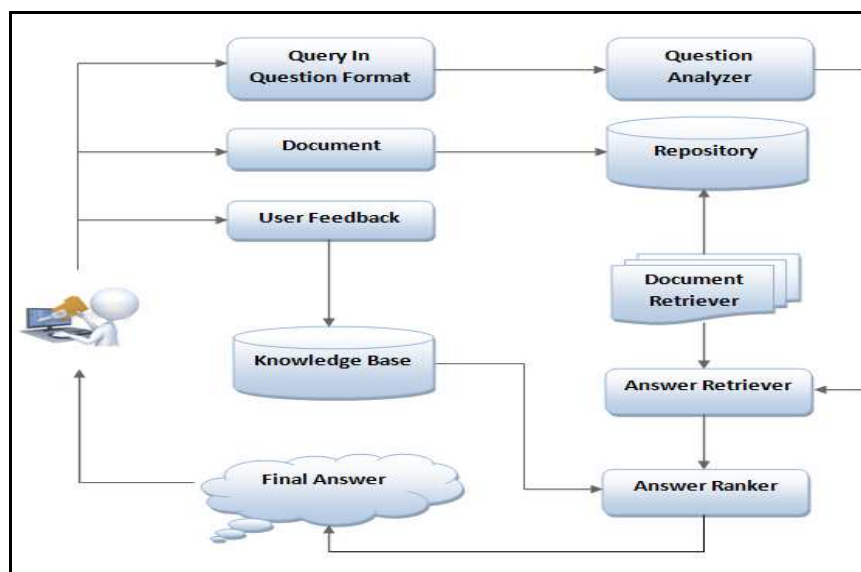 Query In
Question Format
Question
Analyzer
Document
Repository
User Feedback
Document
Retriever
Knowledge Base
Answer Retriever
Final Answer
Answer Ranker